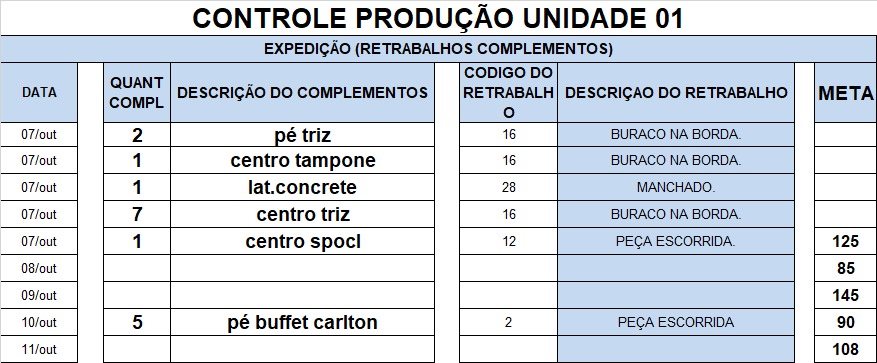 CONTROLE PRODUÇÃO UNIDADE 01
EXPEDIÇÃO (RETRABALHOS COMPLEMENTOS)
DATA QUANT COMPL DESCRIÇÃO DO COMPLEMENTOS CODIGO DO RETRABALHO DESCRIÇAO DO RETRABALHO META
07/out 2 pé triz 16 BURACO NA BORDA.
07/out 1 centro tampone 16 BURACO NA BORDA.
07/out 1 lat.concrete 28 MANCHADO.
07/out 7 centro triz 16 BURACO NA BORDA.
07/out 1 centro spocl 12 PEÇA ESCORRIDA. 125
08/out 85
09/out 145
10/out 5 pé buffet carlton 2 PEÇA ESCORRIDA 90
11/out 108